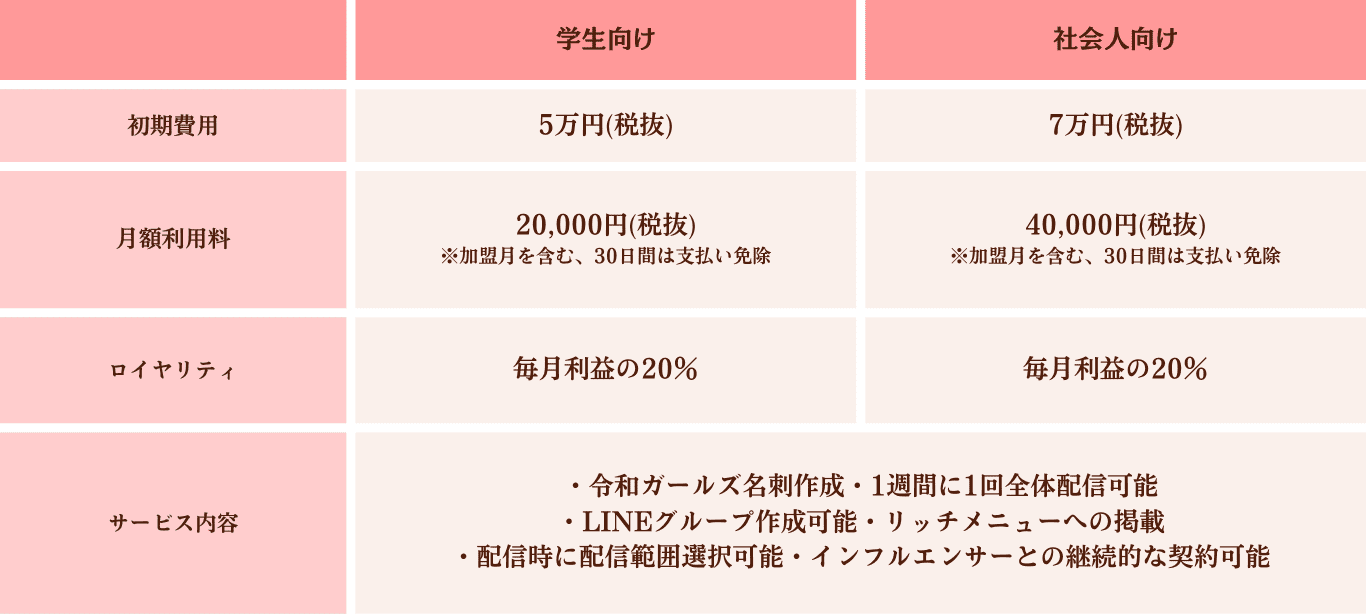 学生向け 社会人向け
初期費用 5万円(税抜) 7万円(税抜)
月額利用料 20,000円(税抜) 40,000円(税抜)
※加盟月を含む、30日間は支払い免除 ※加盟月を含む、30日間は支払い免除
ロイヤリティ 毎月利益の20% 毎月利益の20%
サービス内容
・令和ガールズ名刺作成・1週間に1回全体配信可能
・LINEグループ作成可能・リッチメニューへの掲載
・配信時に配信範囲選択可能・インフルエンサーとの継続的な契約可能